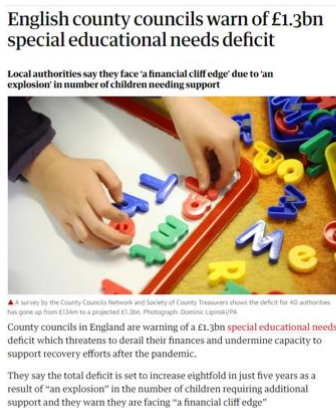 English county councils warn of £1.3bn
special educational needs deficit
Local authorities say they face 'a financial cliff edge' due to 'an
explosion' in number of children needing support
▲ A survey by the County Councils Network and Society of County Treasurers shows the deficit for 40 authorities
has gone up from £134m to a projected £1.3bn. Photograph: Dominic Lipinski/PA
County councils in England are warning of a £1.3bn special educational needs
deficit which threatens to derail their finances and undermine capacity to
support recovery efforts after the pandemic.
They say the total deficit is set to increase eightfold in just five years as a
result of "an explosion" in the number of children requiring additional
support and they warn they are facing "a financial cliff edge"